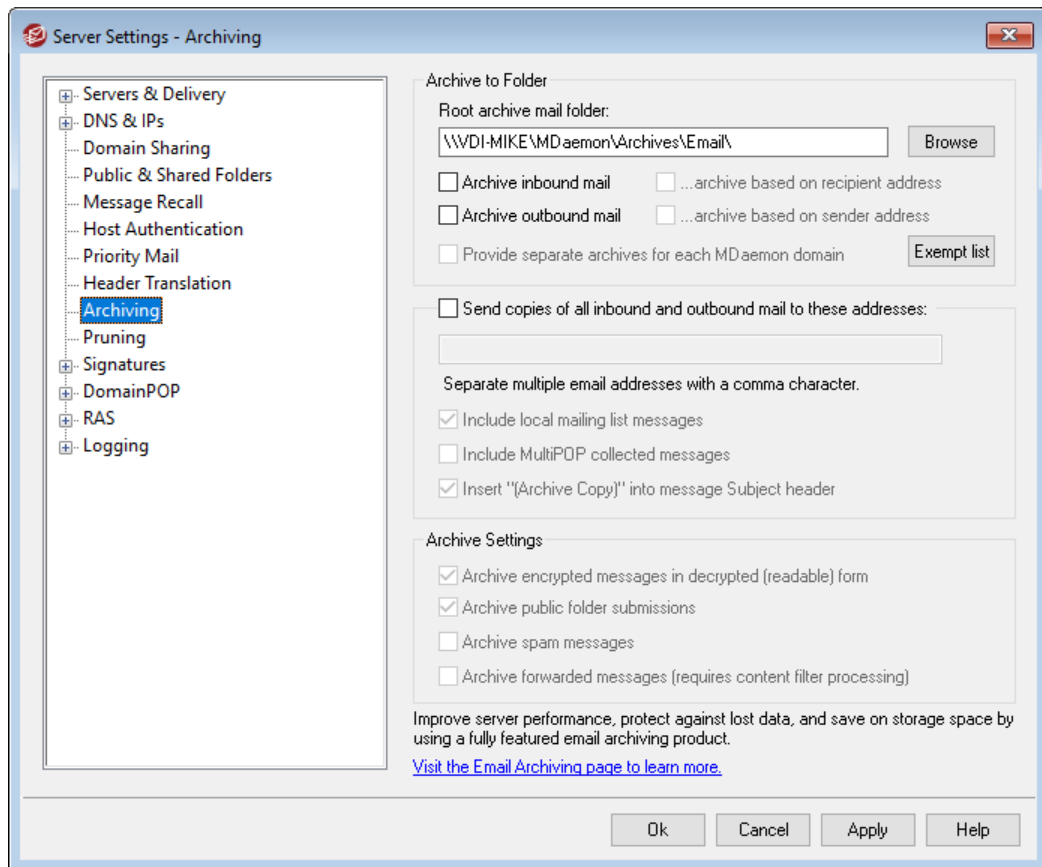 Server Settings - Archiving
Servers & Delivery
DNS & IPs
Domain Sharing
Public & Shared Folders
Message Recall
Host Authentication
Priority Mail
Header Translation
Archiving
Pruning
Signatures
DomainPOP
RAS
Logging
Archive to Folder
Root archive mail folder:
\\VDI-MIKE\MDaemon\Archives\Email\ Browse
Archive inbound mail ...archive based on recipient address
Archive outbound mail ...archive based on sender address
Provide separate archives for each MDaemon domain Exempt list
Send copies of all inbound and outbound mail to these addresses:
Separate multiple email addresses with a comma character.
Include local mailing list messages
Include MultiPOP collected messages
Insert "(Archive Copy)" into message Subject header
Archive Settings
Archive encrypted messages in decrypted (readable) form
Archive public folder submissions
Archive spam messages
Archive forwarded messages (requires content filter processing)
Improve server performance, protect against lost data, and save on storage space by
using a fully featured email archiving product.
Visit the Email Archiving page to learn more.
Ok Cancel Apply Help